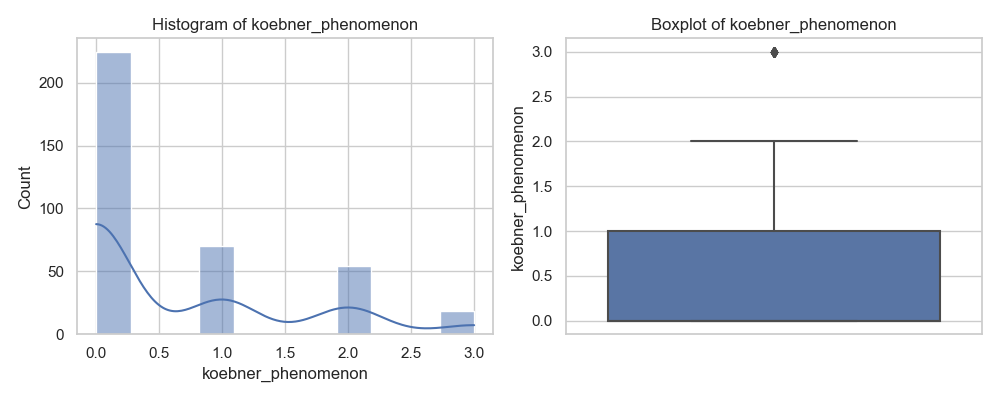 Histogram of koebner_phenomenon
Count
200
150
100
50
0
0.0 0.5 1.0 1.5 2.0 2.5 3.0
koebner_phenomenon
Boxplot of koebner_phenomenon
koebner_phenomenon
3.0
2.5
2.0
1.5
1.0
0.5
0.0